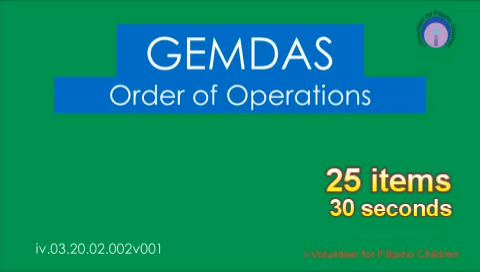 GEMDAS
Order of Operations
25 items
30 seconds
iv.03.20.02.002v001
i-Volunteer for Filipino Children